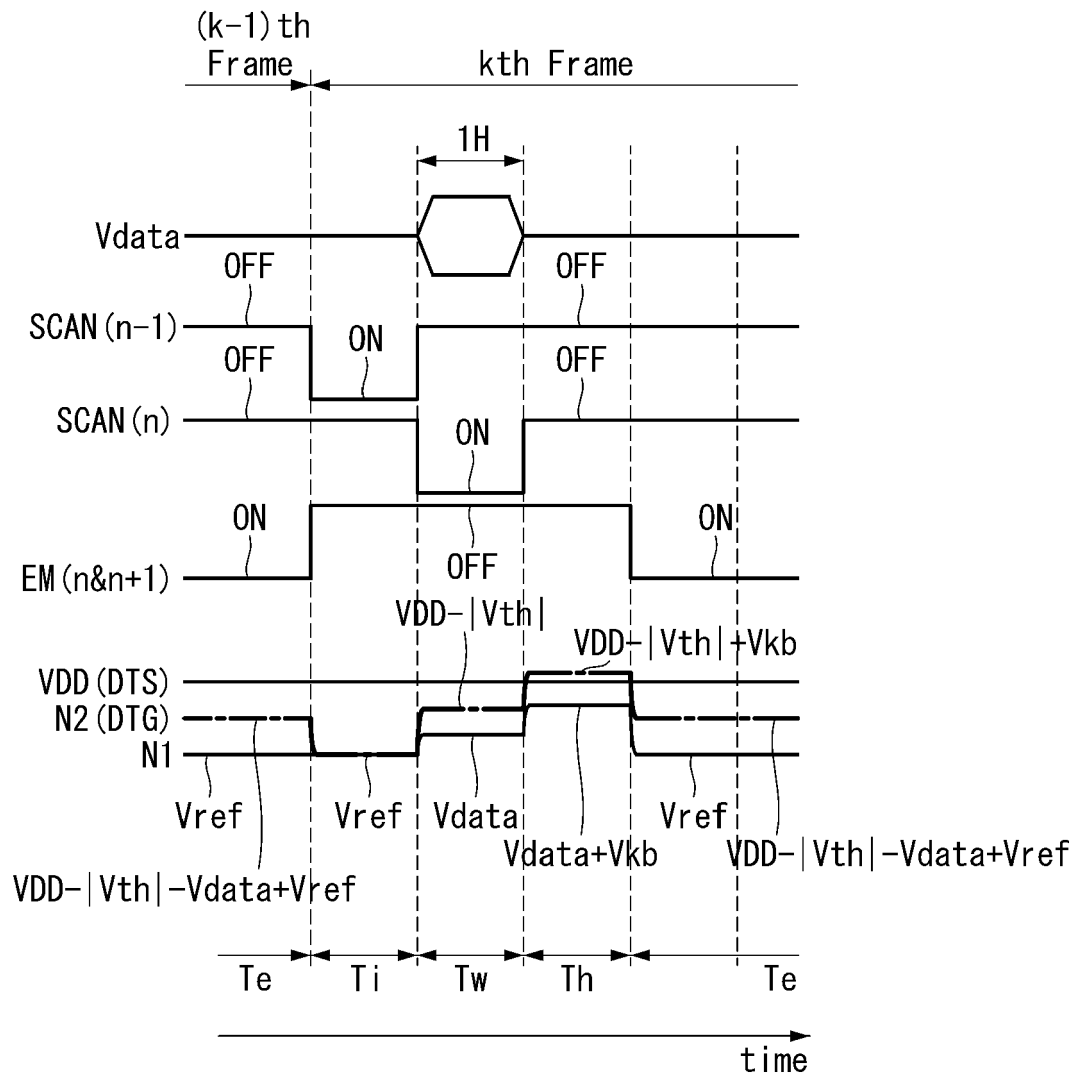 (k-1)th
Frame
kth Frame
1H
Vdata
OFF
OFF
SCAN(n-1)
OFF
ON
OFF
SCAN(n)
ON
ON
ON
EM(n&n+1)
OFF
VDD-|Vth|
VDD-|Vth|+Vkb
VDD(DTS)
N2(DTG)
N1
Vref
Vref
Vdata
Vref
Vdata+Vkb
VDD-|Vth|-Vdata+Vref
VDD-|Vth|-Vdata+Vref
Te
Ti
Tw
Th
Te
time